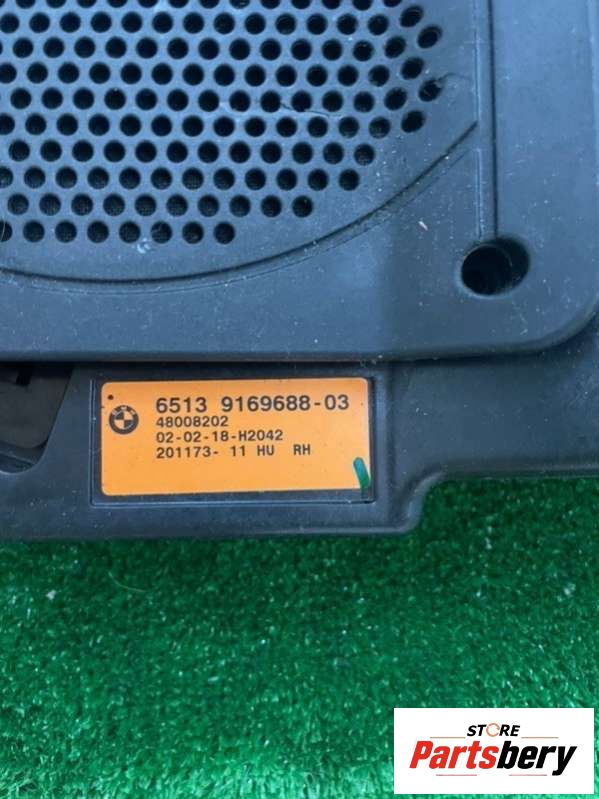 6513 9169688-03
48008202
02-02-18-H2042
201173- 11 HU RH
STORE
Partsbery